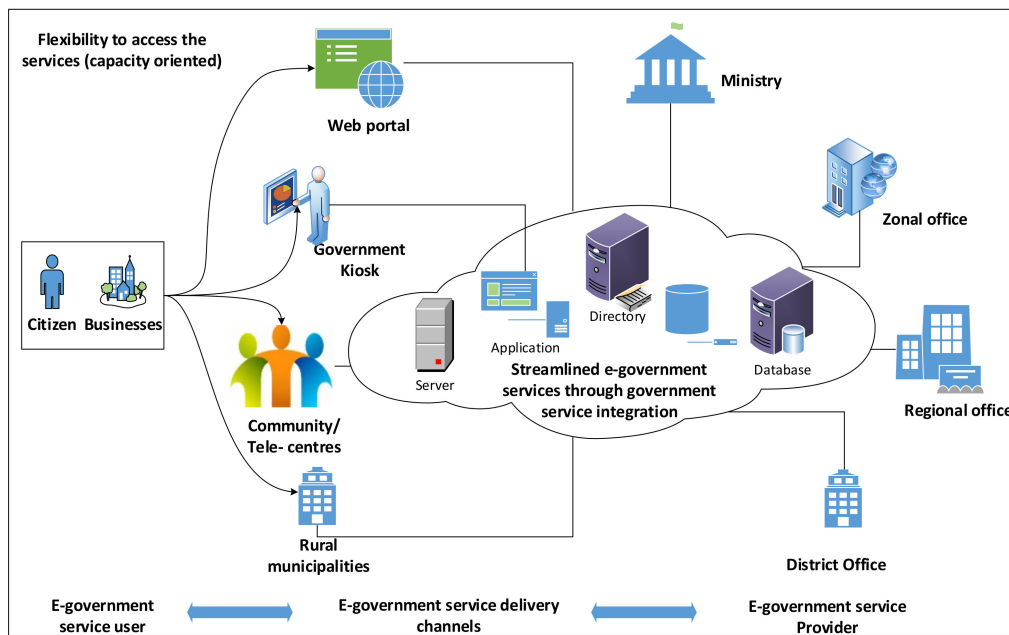 Flexibility to access the
services (capacity oriented)
Web portal
Ministry
Zonal office
Government
Kiosk
Citizen
Businesses
Community/
Tele- centres
Server
Application
Directory
Database
Streamlined e-government
services through government
service integration
Regional office
Rural
municipalities
District Office
E-government
service user
E-government service delivery
channels
E-government service
Provider